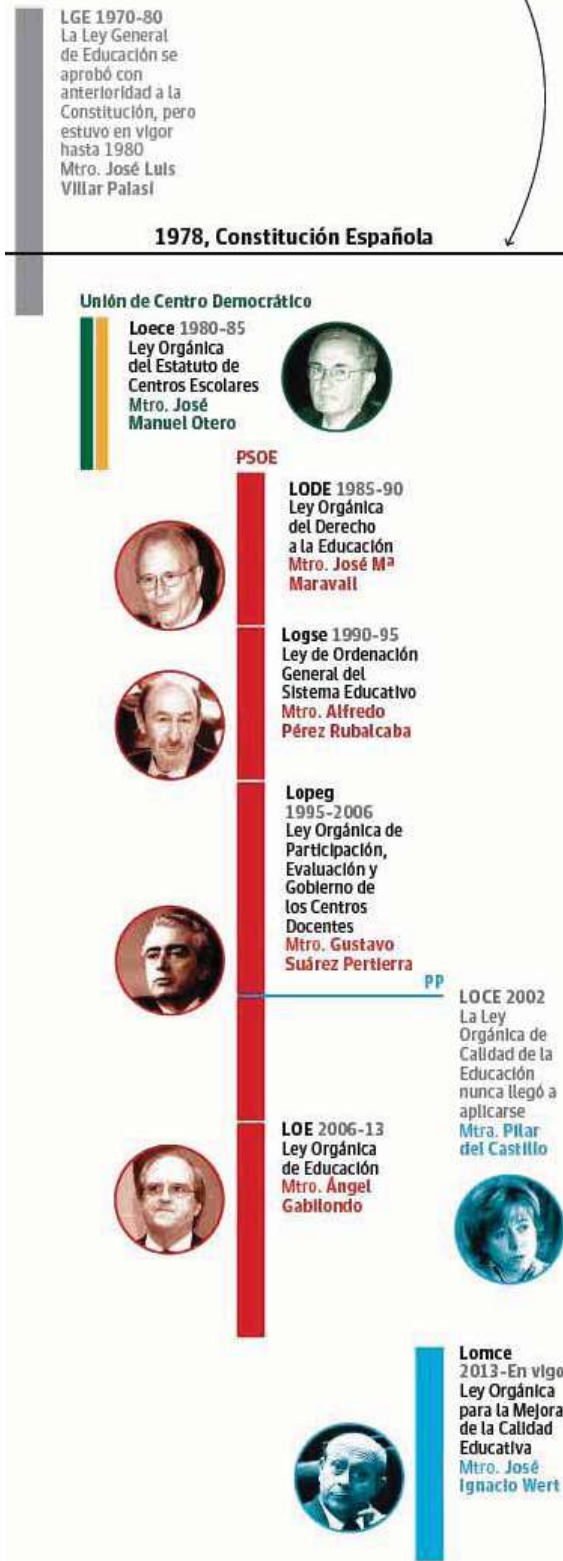 LGE 1970-80
La Ley General
de Educación se
aprobó con
anterioridad a la
Constitución, pero
estuvo en vigor
hasta 1980
Mtro. José Luis
Villar Palasí
1978, Constitución Española
Unión de Centro Democrático
Loece 1980-85
Ley Orgánica
del Estatuto de
Centros Escolares
Mtro. José
Manuel Otero
PSOE
LODE 1985-90
Ley Orgánica
del Derecho
a la Educación
Mtro. José Mª
Maravall
Logse 1990-95
Ley de Ordenación
General del
Sistema Educativo
Mtro. Alfredo
Pérez Rubalcaba
Lopeg
1995-2006
Ley Orgánica de
Participación,
Evaluación y
Gobierno de
los Centros
Docentes
Mtro. Gustavo
Suárez Pertierra
PP
LOCE 2002
La Ley
Orgánica de
Calidad de la
Educación
nunca llegó a
aplicarse
Mtra. Pilar
del Castillo
LOE 2006-13
Ley Orgánica
de Educación
Mtro. Ángel
Gabilondo
Lomce
2013-En vigo
Ley Orgánica
para la Mejora
de la Calidad
Educativa
Mtro. José
Ignacio Wert